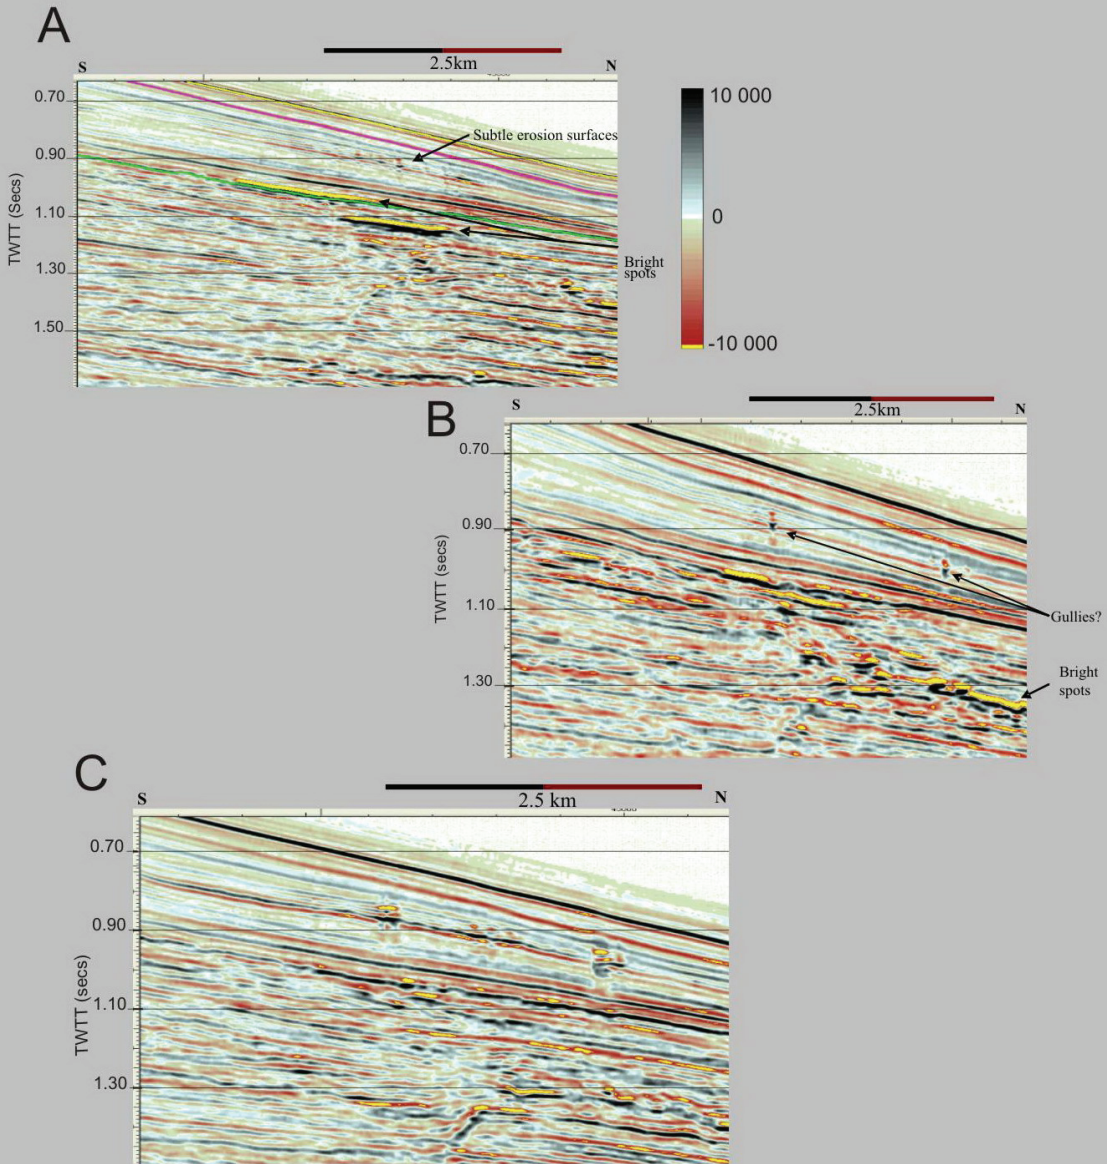 A
2.5km
S
N
0.70
Subtle erosion surfaces
0.90
1.10
1.30
1.50
TWTT (Secs)
Bright
spots
10 000
0
-10 000
B
2.5km
S
N
0.70
0.90
1.10
1.30
TWTT (secs)
Gullies?
Bright
spots
C
2.5 km
S
N
0.70
0.90
1.10
1.30
TWTT (secs)